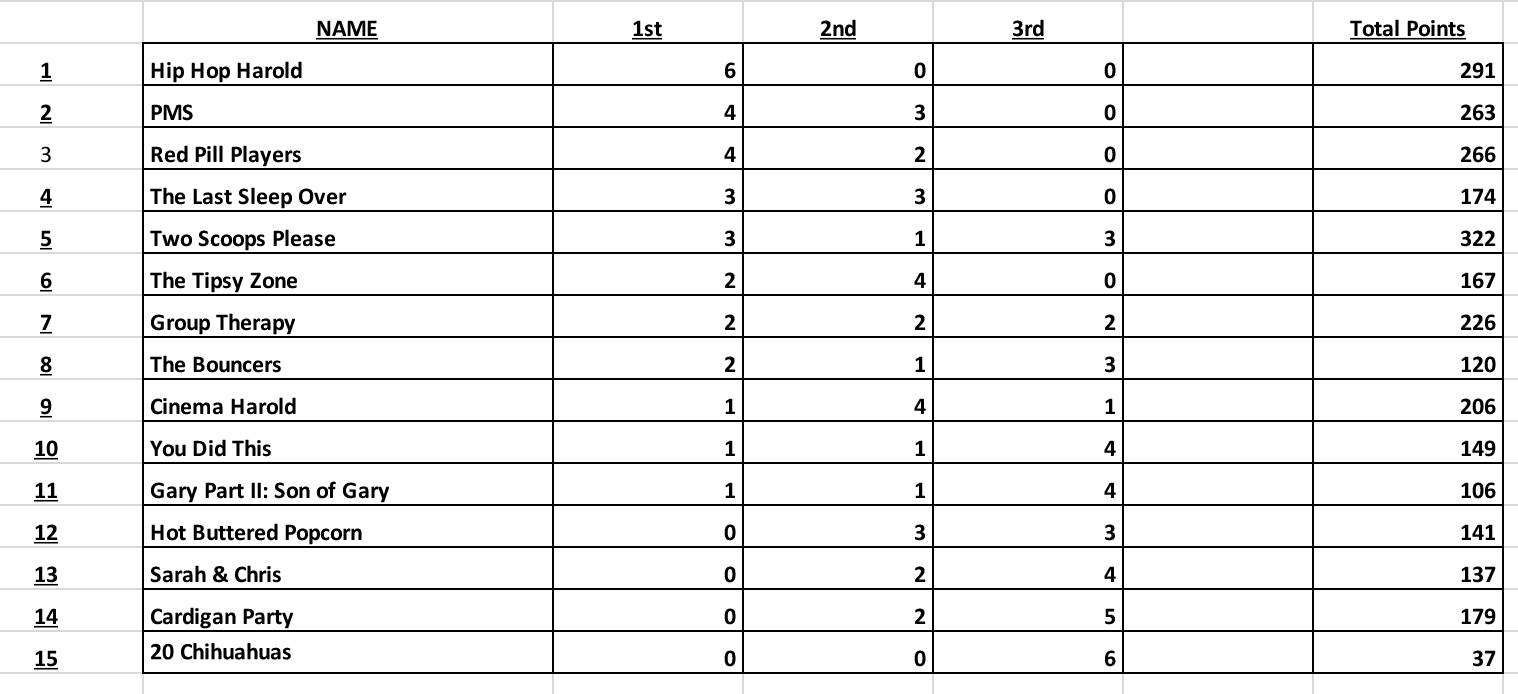 NAME 1st 2nd 3rd Total Points
1 Hip Hop Harold 6 0 0 291
2 PMS 4 3 0 263
3 Red Pill Players 4 2 0 266
4 The Last Sleep Over 3 3 0 174
5 Two Scoops Please 3 1 3 322
6 The Tipsy Zone 2 4 0 167
7 Group Therapy 2 2 2 226
8 The Bouncers 2 1 3 120
9 Cinema Harold 1 4 1 206
10 You Did This 1 1 4 149
11 Gary Part II: Son of Gary 1 1 4 106
12 Hot Buttered Popcorn 0 3 3 141
13 Sarah & Chris 0 2 4 137
14 Cardigan Party 0 2 5 179
15 20 Chihuahuas 0 0 6 37